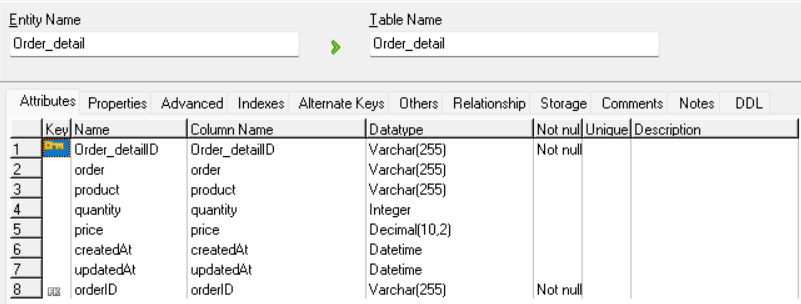 Entity Name Table Name
Order_detail Order_detail
Attributes Properties Advanced Indexes Alternate Keys Others Relationship Storage Comments Notes DDL
Key Name Column Name Datatype Not nul Unique Description
1 Order_detailID Order_detailID Varchar(255) Not null
2 order order Varchar(255)
3 product product Varchar(255)
4 quantity quantity Integer
5 price price Decimal(10,2)
6 createdAt createdAt Datetime
7 updatedAt updatedAt Datetime
8 FK orderID orderID Varchar(255) Not null